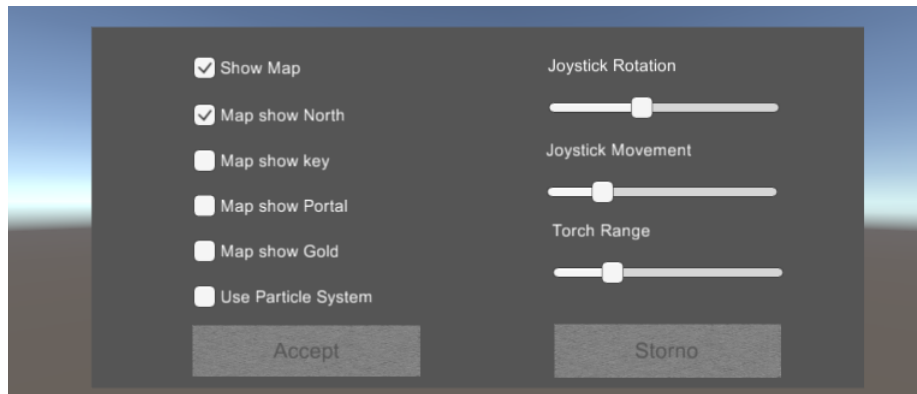 Show Map
Map show North
Map show key
Map show Portal
Map show Gold
Use Particle System
Accept
Joystick Rotation
Joystick Movement
Torch Range
Storno